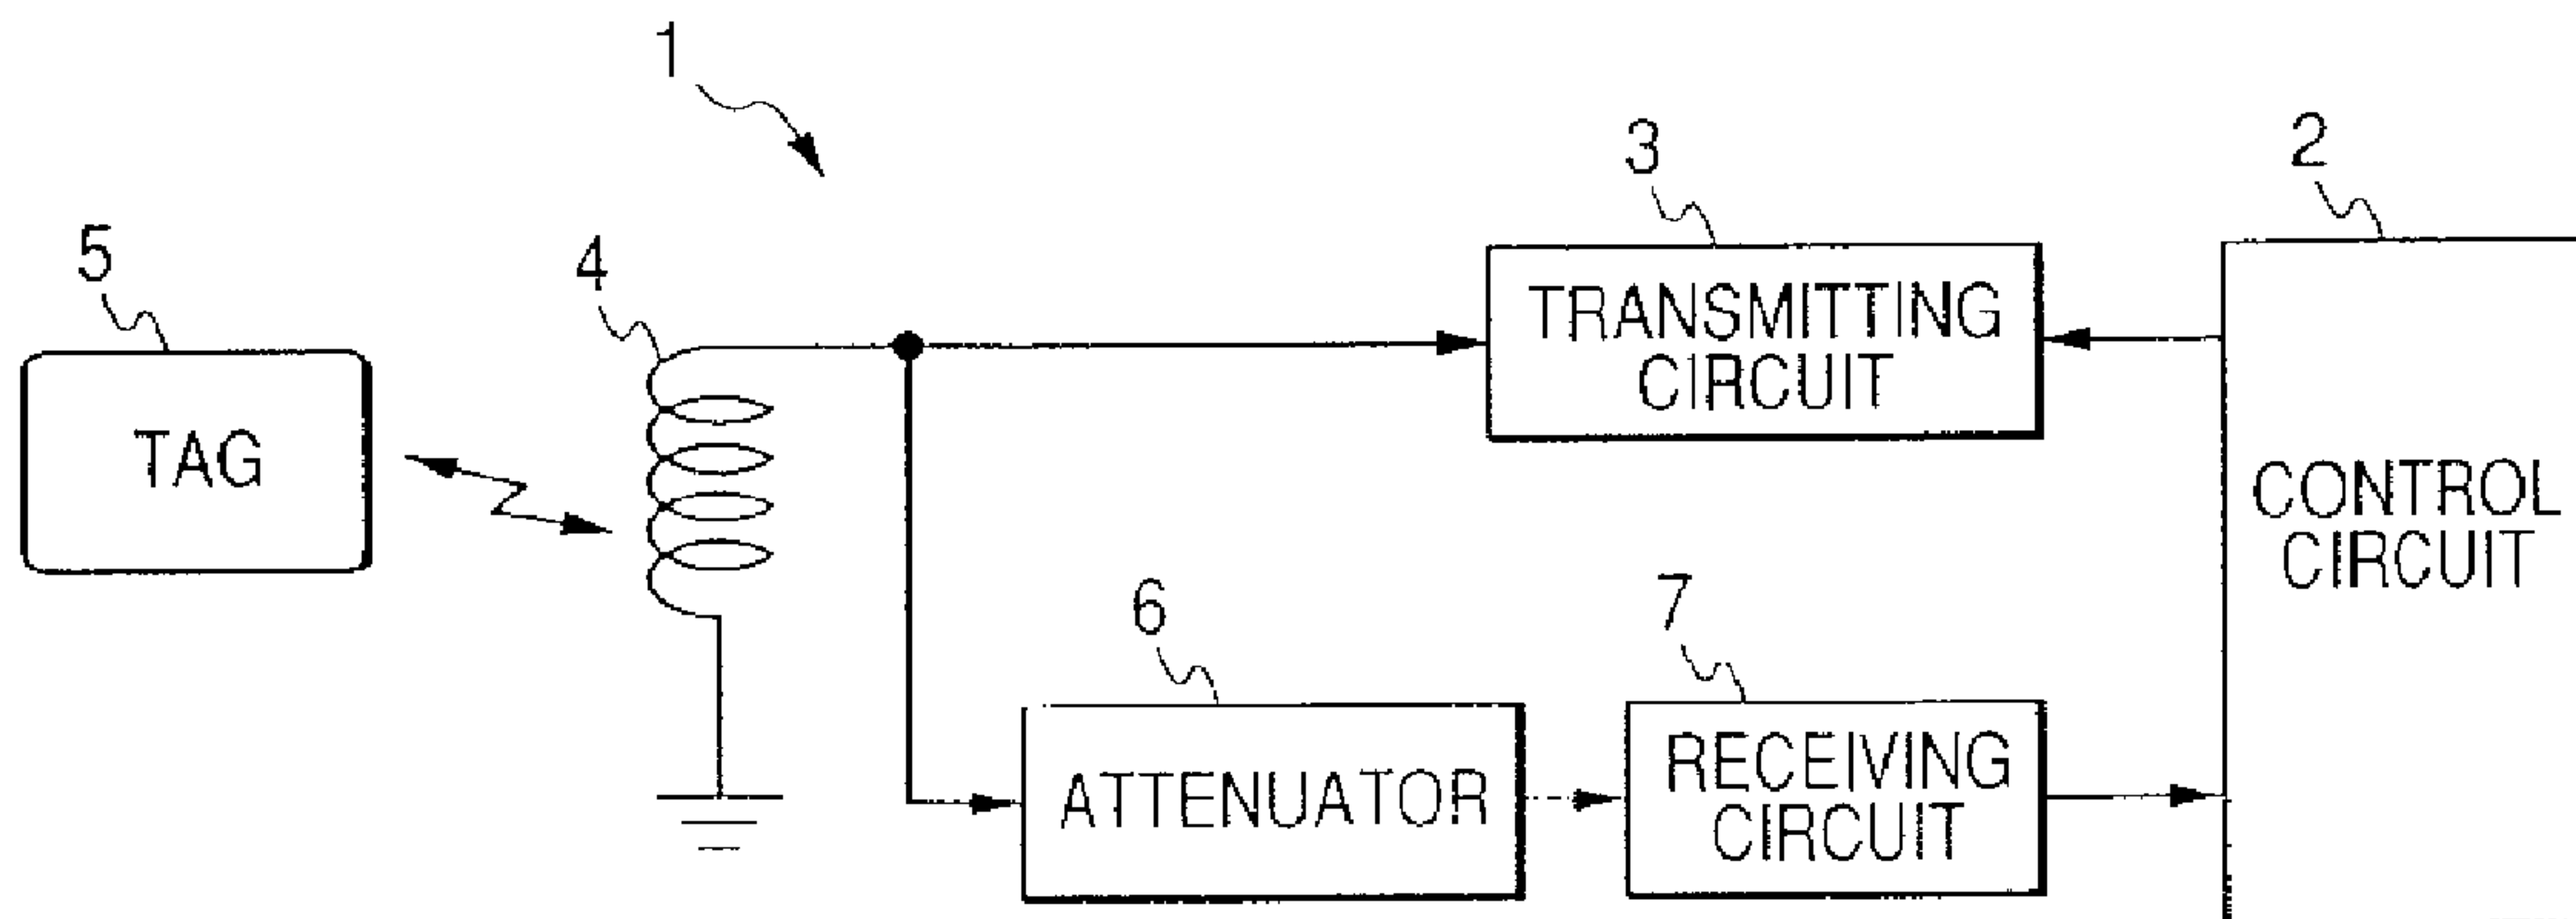 1
3
2
5
4
TRANSMITTING
CIRCUIT
TAG
CONTROL
CIRCUIT
6
7
ATTENUATOR
RECEIVING
CIRCUIT